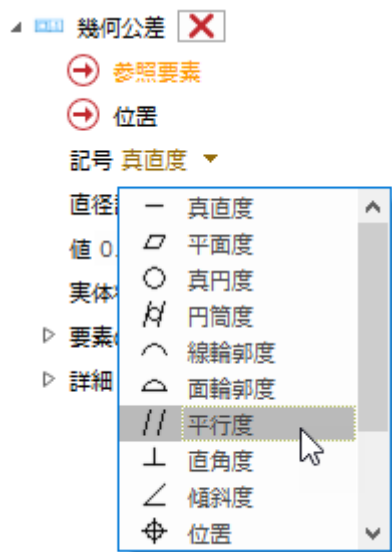 幾何公差
参照要素
位置
記号 真直度
直径
値 0.
実体
要素
詳細
真直度
平面度
真円度
円筒度
線輪郭度
面輪郭度
平行度
直角度
傾斜度
位置